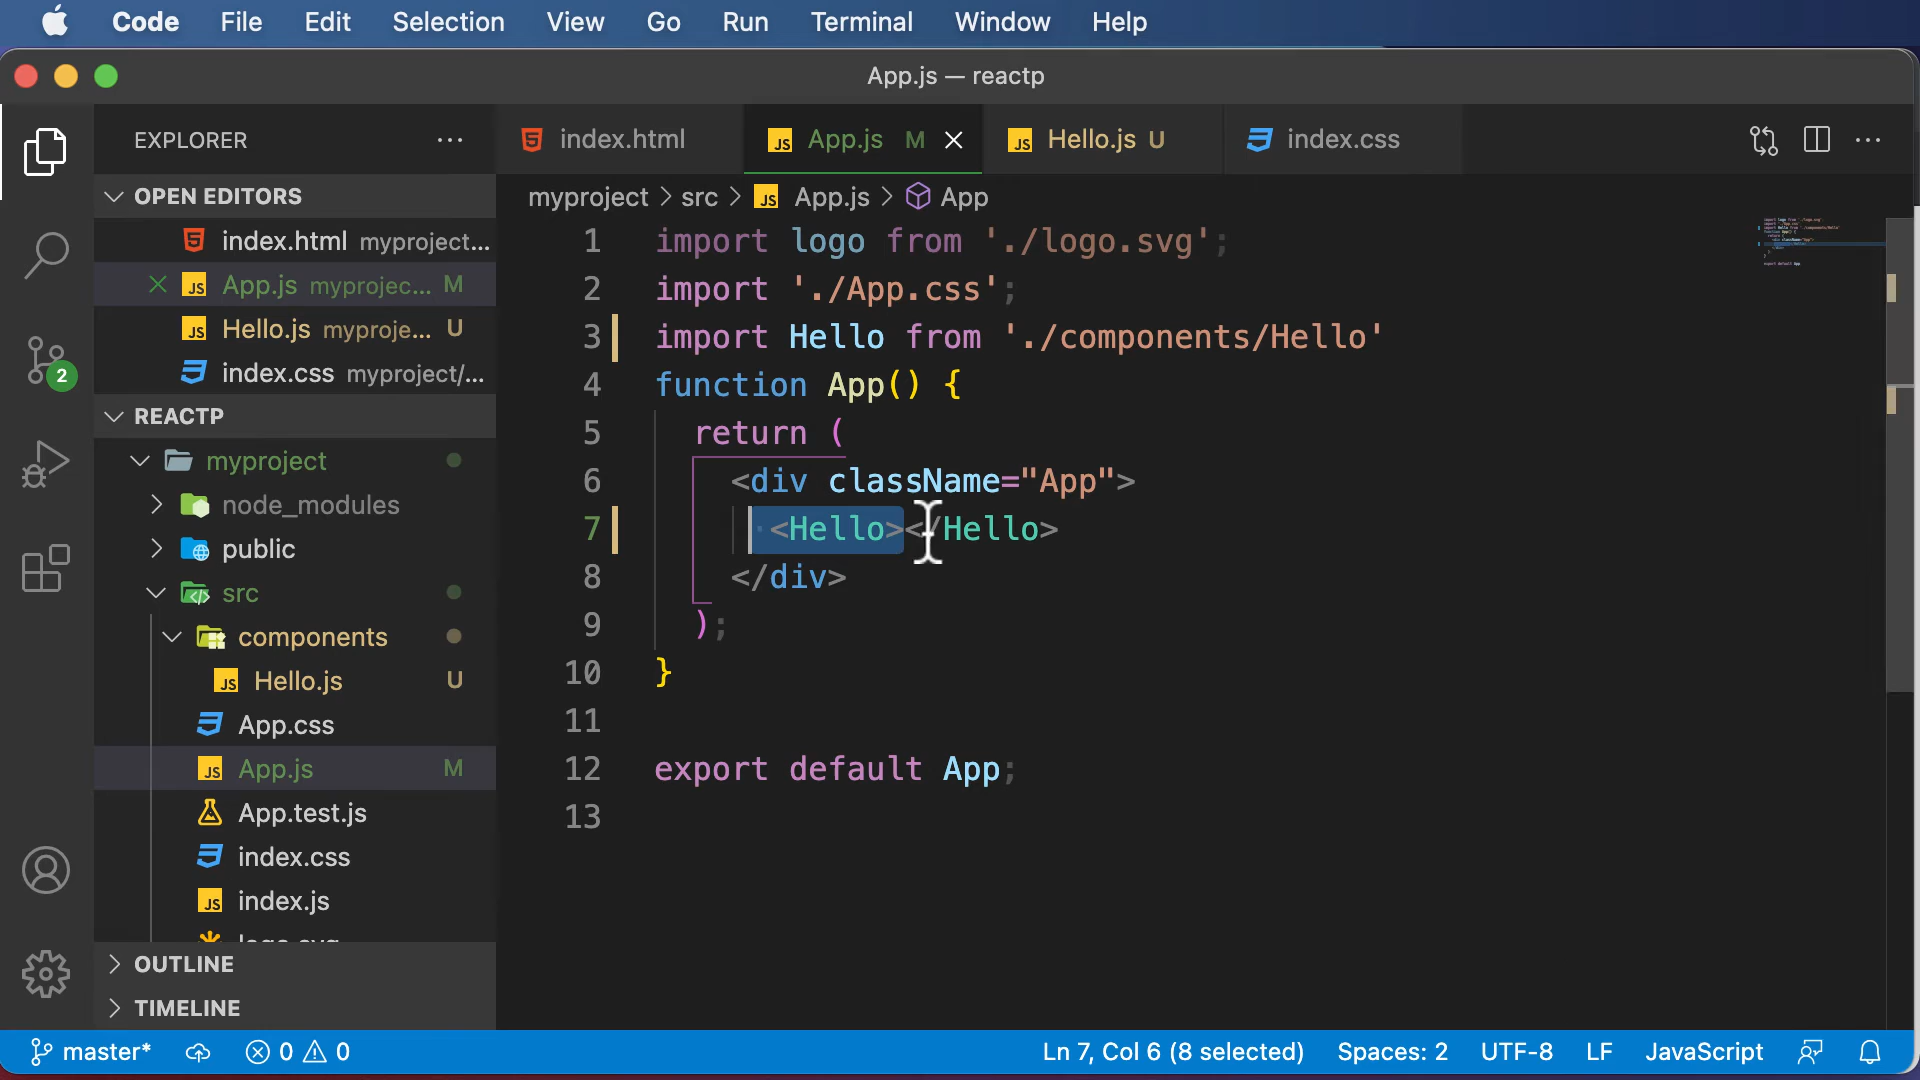 Code File Edit Selection View Go Run Terminal Window Help
App.js — reactp
EXPLORER
index.html
App.js M
Hello.js U
index.css
OPEN EDITORS
index.html myproject...
App.js myprojec... M
Hello.js myproje... U
index.css myproject/...
REACTP
myproject
node_modules
public
src
components
Hello.js U
App.css
App.js M
App.test.js
index.css
index.js
logo.svg
OUTLINE
TIMELINE
myproject > src > App.js > App
1 import logo from './logo.svg';
2 import './App.css';
3 import Hello from './components/Hello'
4 function App() {
5 return (
6 <div className="App">
7 <Hello></Hello>
8 </div>
9 );
10 }
11
12 export default App;
13
2
master* 0 0 Ln 7, Col 6 (8 selected) Spaces: 2 UTF-8 LF JavaScript